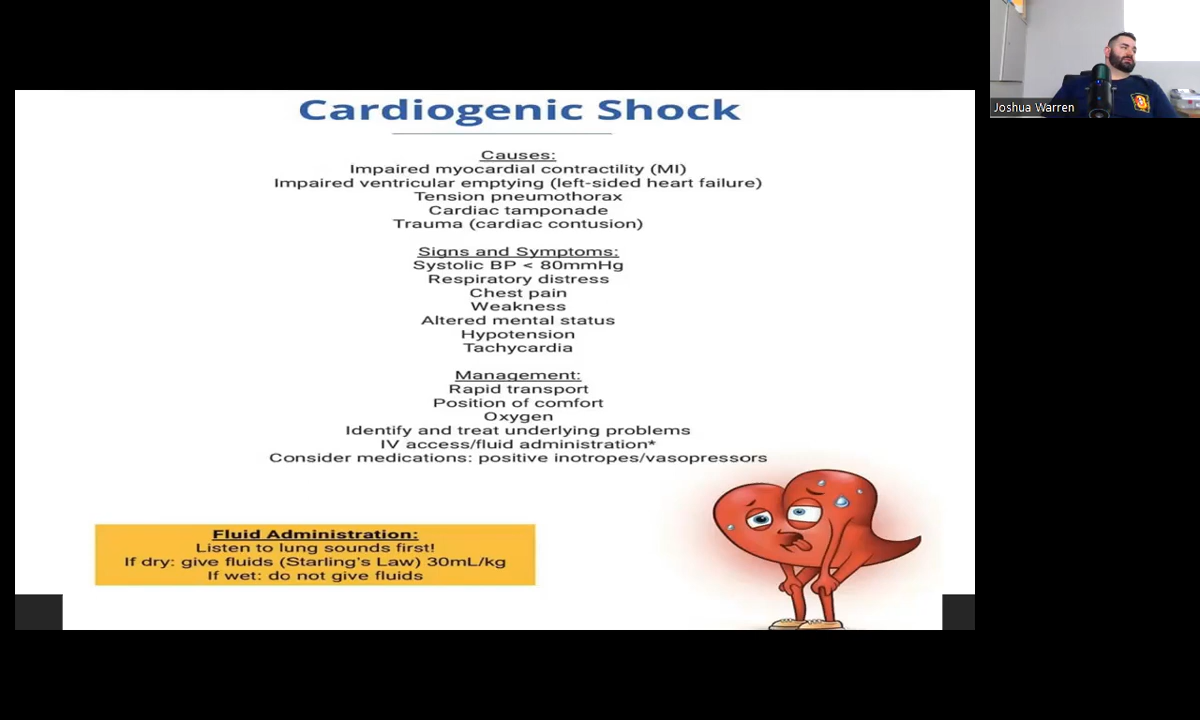 Cardiogenic Shock
Causes:
Impaired myocardial contractility (MI)
Impaired ventricular emptying (left-sided heart failure)
Tension pneumothorax
Cardiac tamponade
Trauma (cardiac contusion)
Signs and Symptoms:
Systolic BP < 80mmHg
Respiratory distress
Chest pain
Weakness
Altered mental status
Hypotension
Tachycardia
Management:
Rapid transport
Position of comfort
Oxygen
Identify and treat underlying problems
IV access/fluid administration*
Consider medications: positive inotropes/vasopressors
Fluid Administration:
Listen to lung sounds first!
If dry: give fluids (Starling's Law) 30mL/kg
If wet: do not give fluids
Joshua Warren